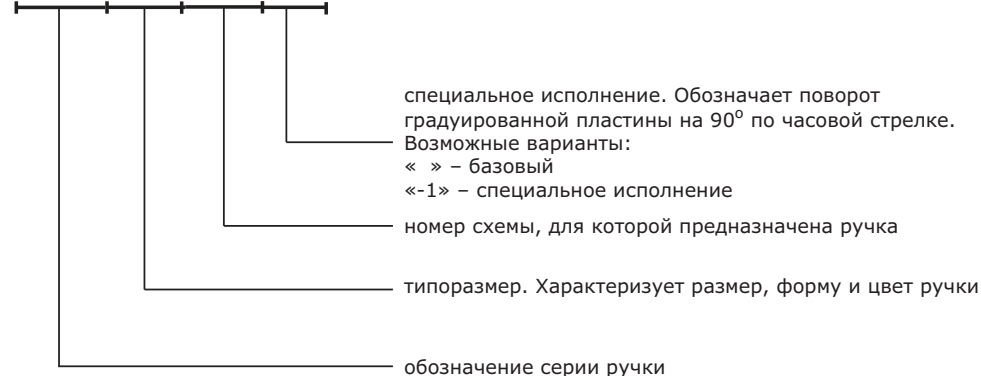 специальное исполнение. Обозначает поворот
градуированной пластины на 90º по часовой стрелке.
Возможные варианты:
«  » – базовый
«-1» – специальное исполнение
номер схемы, для которой предназначена ручка
типоразмер. Характеризует размер, форму и цвет ручки
обозначение серии ручки